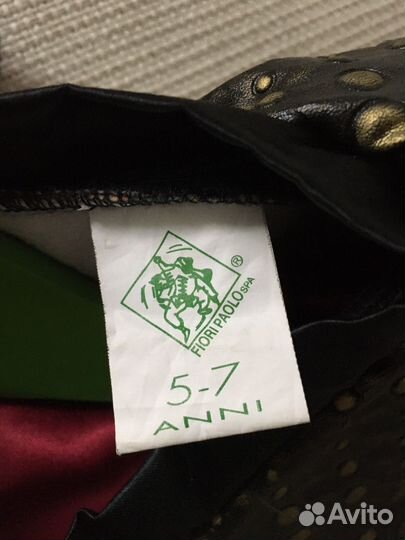 ®
FIORI PAOLO SPA
5-7
ANNI
Avito